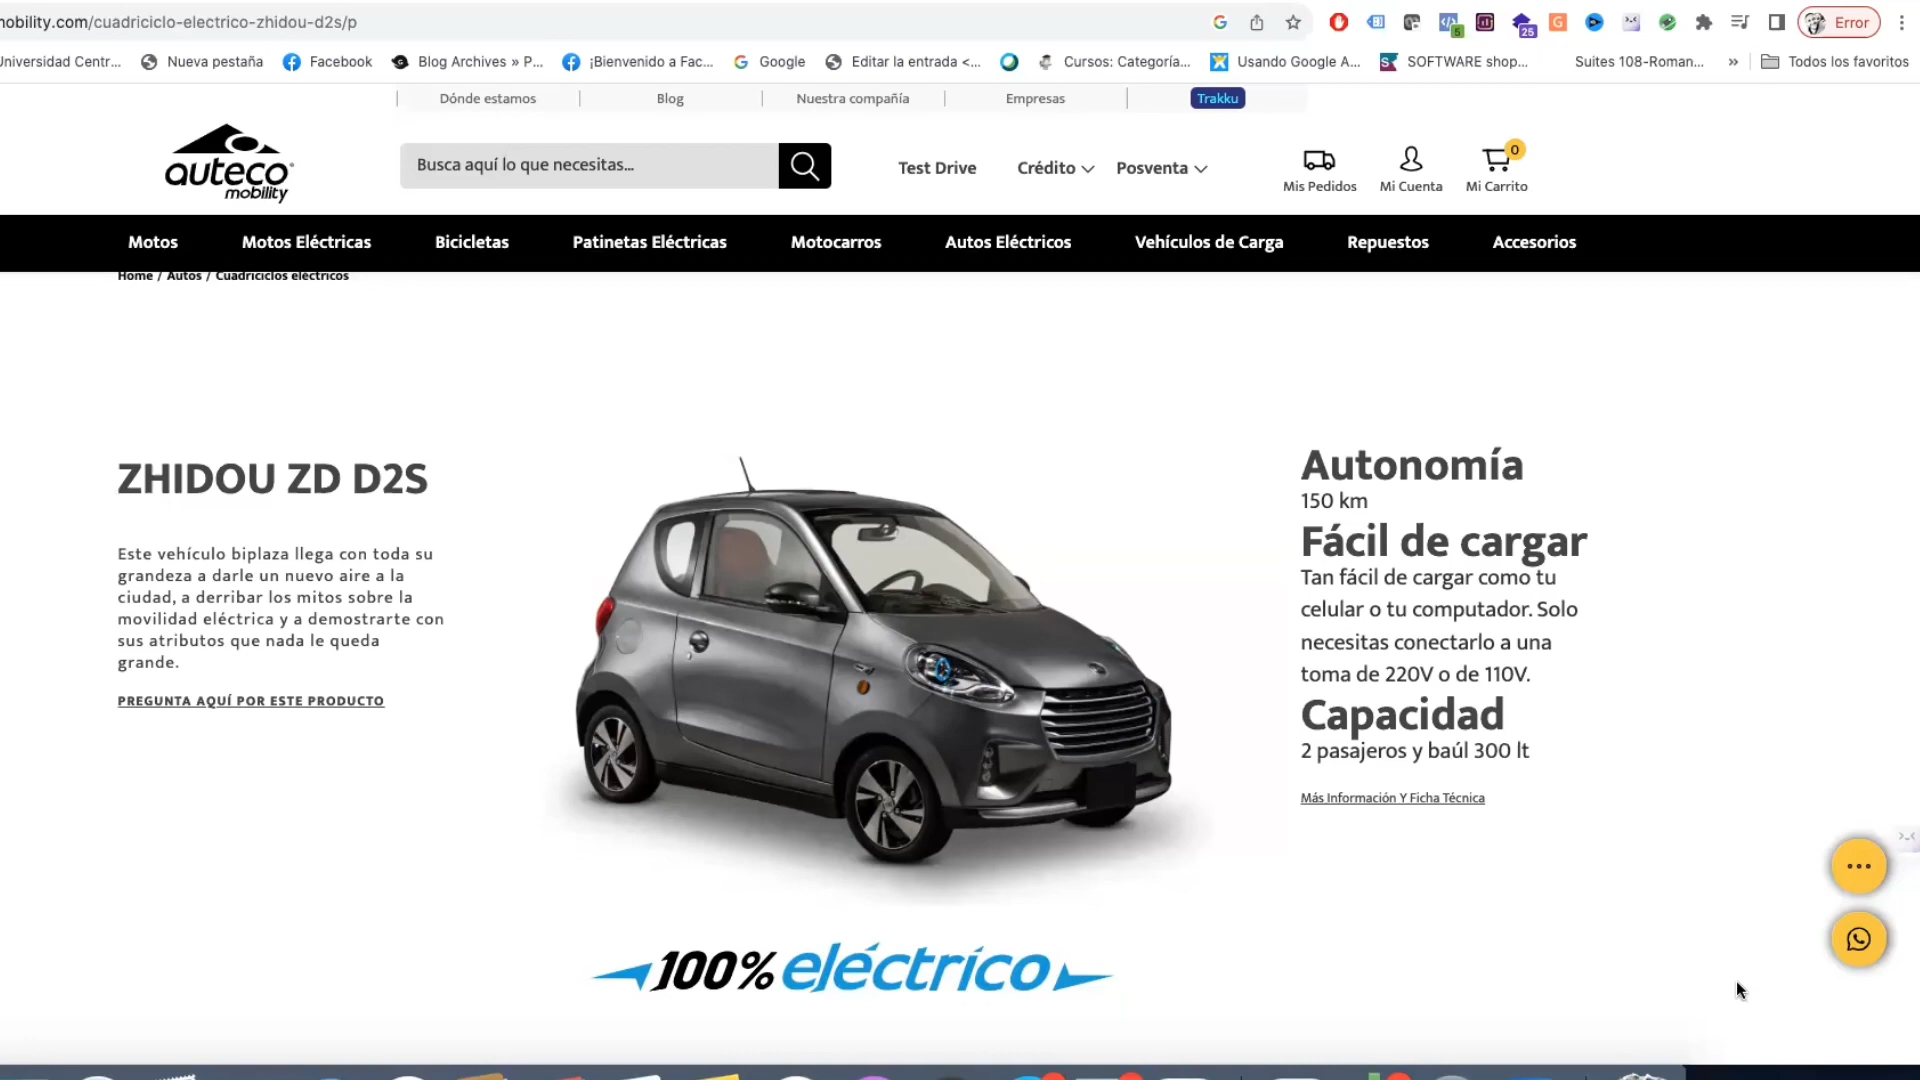 mobility.com/cuadriciclo-electrico-zhidou-d2s/p
5
25
Error
Universidad Centr...
Nueva pestaña
Facebook
Blog Archives » P...
¡Bienvenido a Fac...
Google
Editar la entrada <...
Cursos: Categoría...
Usando Google A...
SOFTWARE shop...
Suites 108-Roman...
»
Todos los favoritos
Dónde estamos
Blog
Nuestra compañía
Empresas
Trakku
auteco
mobility
Busca aquí lo que necesitas...
Test Drive
Crédito
Posventa
Mis Pedidos
Mi Cuenta
0
Mi Carrito
Motos
Motos Eléctricas
Bicicletas
Patinetas Eléctricas
Motocarros
Autos Eléctricos
Vehículos de Carga
Repuestos
Accesorios
Home / Autos / Cuadriciclos eléctricos
ZHIDOU ZD D2S
Este vehículo biplaza llega con toda su
grandeza a darle un nuevo aire a la
ciudad, a derribar los mitos sobre la
movilidad eléctrica y a demostrarte con
sus atributos que nada le queda
grande.
PREGUNTA AQUÍ POR ESTE PRODUCTO
100% eléctrico
Autonomía
150 km
Fácil de cargar
Tan fácil de cargar como tu
celular o tu computador. Solo
necesitas conectarlo a una
toma de 220V o de 110V.
Capacidad
2 pasajeros y baúl 300 lt
Más Información Y Ficha Técnica